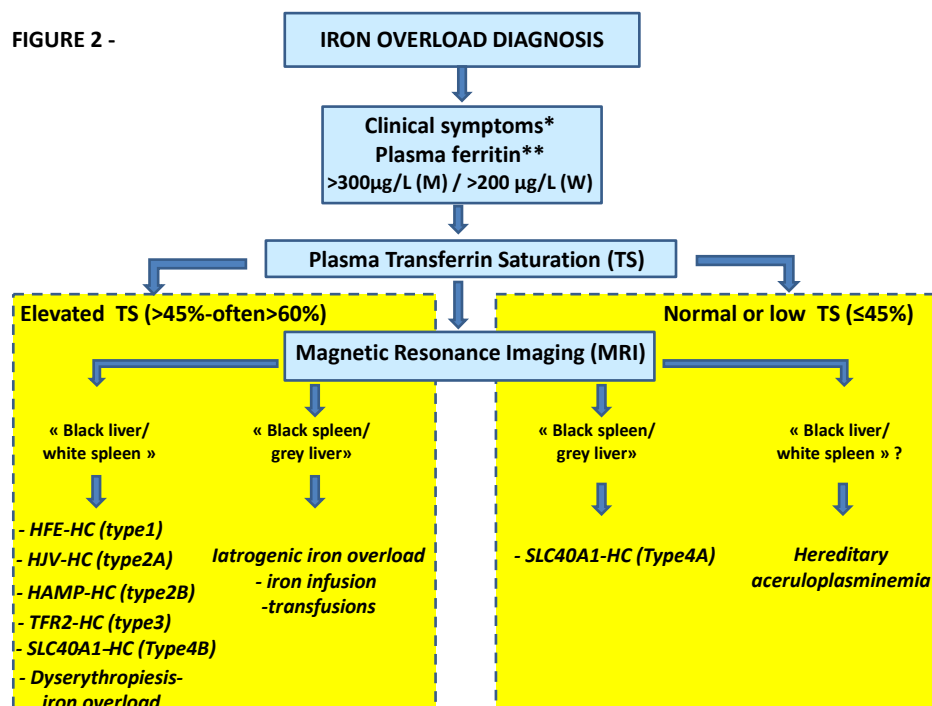 FIGURE 2 -
IRON OVERLOAD DIAGNOSIS
Clinical symptoms*
Plasma ferritin**
>300µg/L (M) / >200 µg/L (W)
Plasma Transferrin Saturation (TS)
Elevated TS (>45%-often>60%)
Normal or low TS (≤45%)
Magnetic Resonance Imaging (MRI)
« Black liver/
white spleen »
« Black spleen/
grey liver»
« Black spleen/
grey liver»
« Black liver/
white spleen » ?
- HFE-HC (type1)
- HJV-HC (type2A)
- HAMP-HC (type2B)
- TFR2-HC (type3)
- SLC40A1-HC (Type4B)
- Dyserythropiesis-
iron overload
Iatrogenic iron overload
- iron infusion
-transfusions
- SLC40A1-HC (Type4A)
Hereditary
aceruloplasminemia